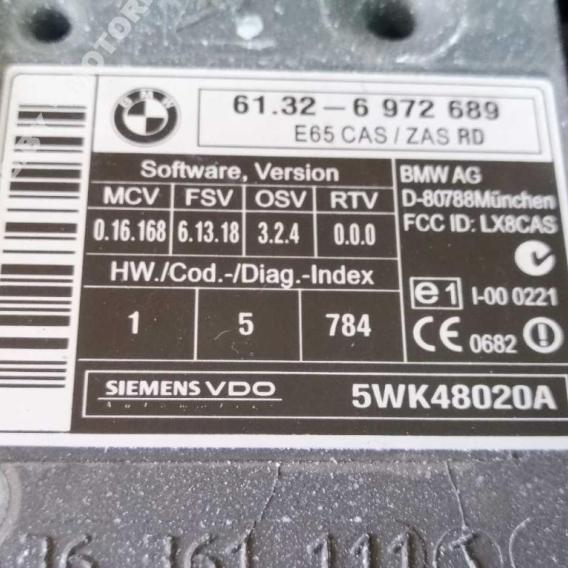 BMW
61.32-6 972 689
E65 CAS/ZAS RD
Software, Version
MCV FSV OSV RTV
0.16.168 6.13.18 3.2.4 0.0.0
HW./Cod.-/Diag.-Index
1 5 784
BMW AG
D-80788München
FCC ID: LX8CAS
e1 I-00 0221
CE 0682
SIEMENS VDO
Automotive
5WK48020A